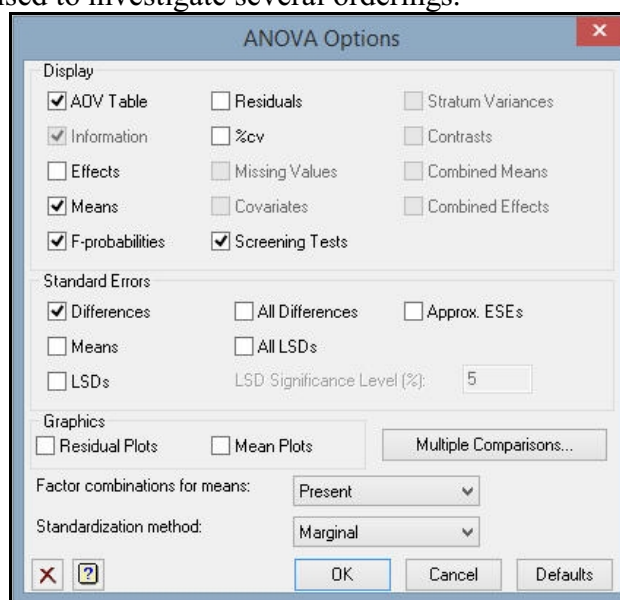 used to investigate several orderings.
ANOVA Options
Display
AOV Table Residuals Stratum Variances
Information %cv Contrasts
Effects Missing Values Combined Means
Means Covariates Combined Effects
F-probabilities Screening Tests
Standard Errors
Differences All Differences Approx. ESEs
Means All LSDs
LSDs LSD Significance Level (%): 5
Graphics
Residual Plots Mean Plots Multiple Comparisons...
Factor combinations for means: Present
Standardization method: Marginal
OK Cancel Defaults